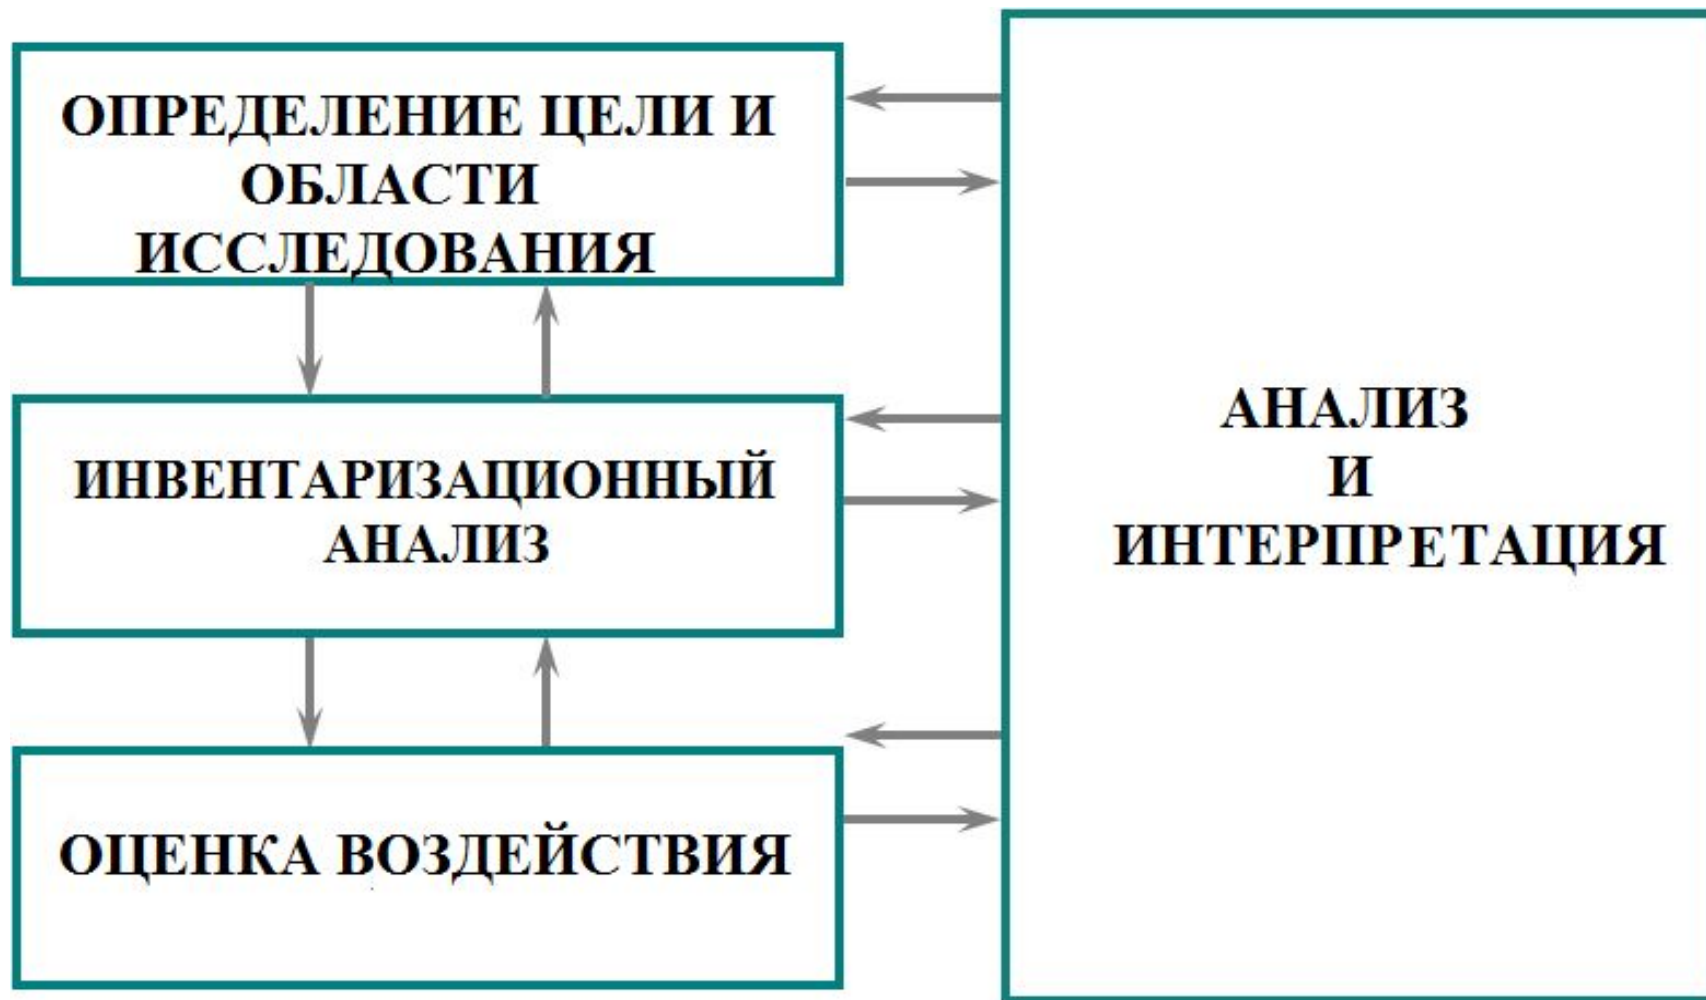 ОПРЕДЕЛЕНИЕ ЦЕЛИ И
ОБЛАСТИ
ИССЛЕДОВАНИЯ
ИНВЕНТАРИЗАЦИОННЫЙ
АНАЛИЗ
ОЦЕНКА ВОЗДЕЙСТВИЯ
АНАЛИЗ
И
ИНТЕРПРЕТАЦИЯ